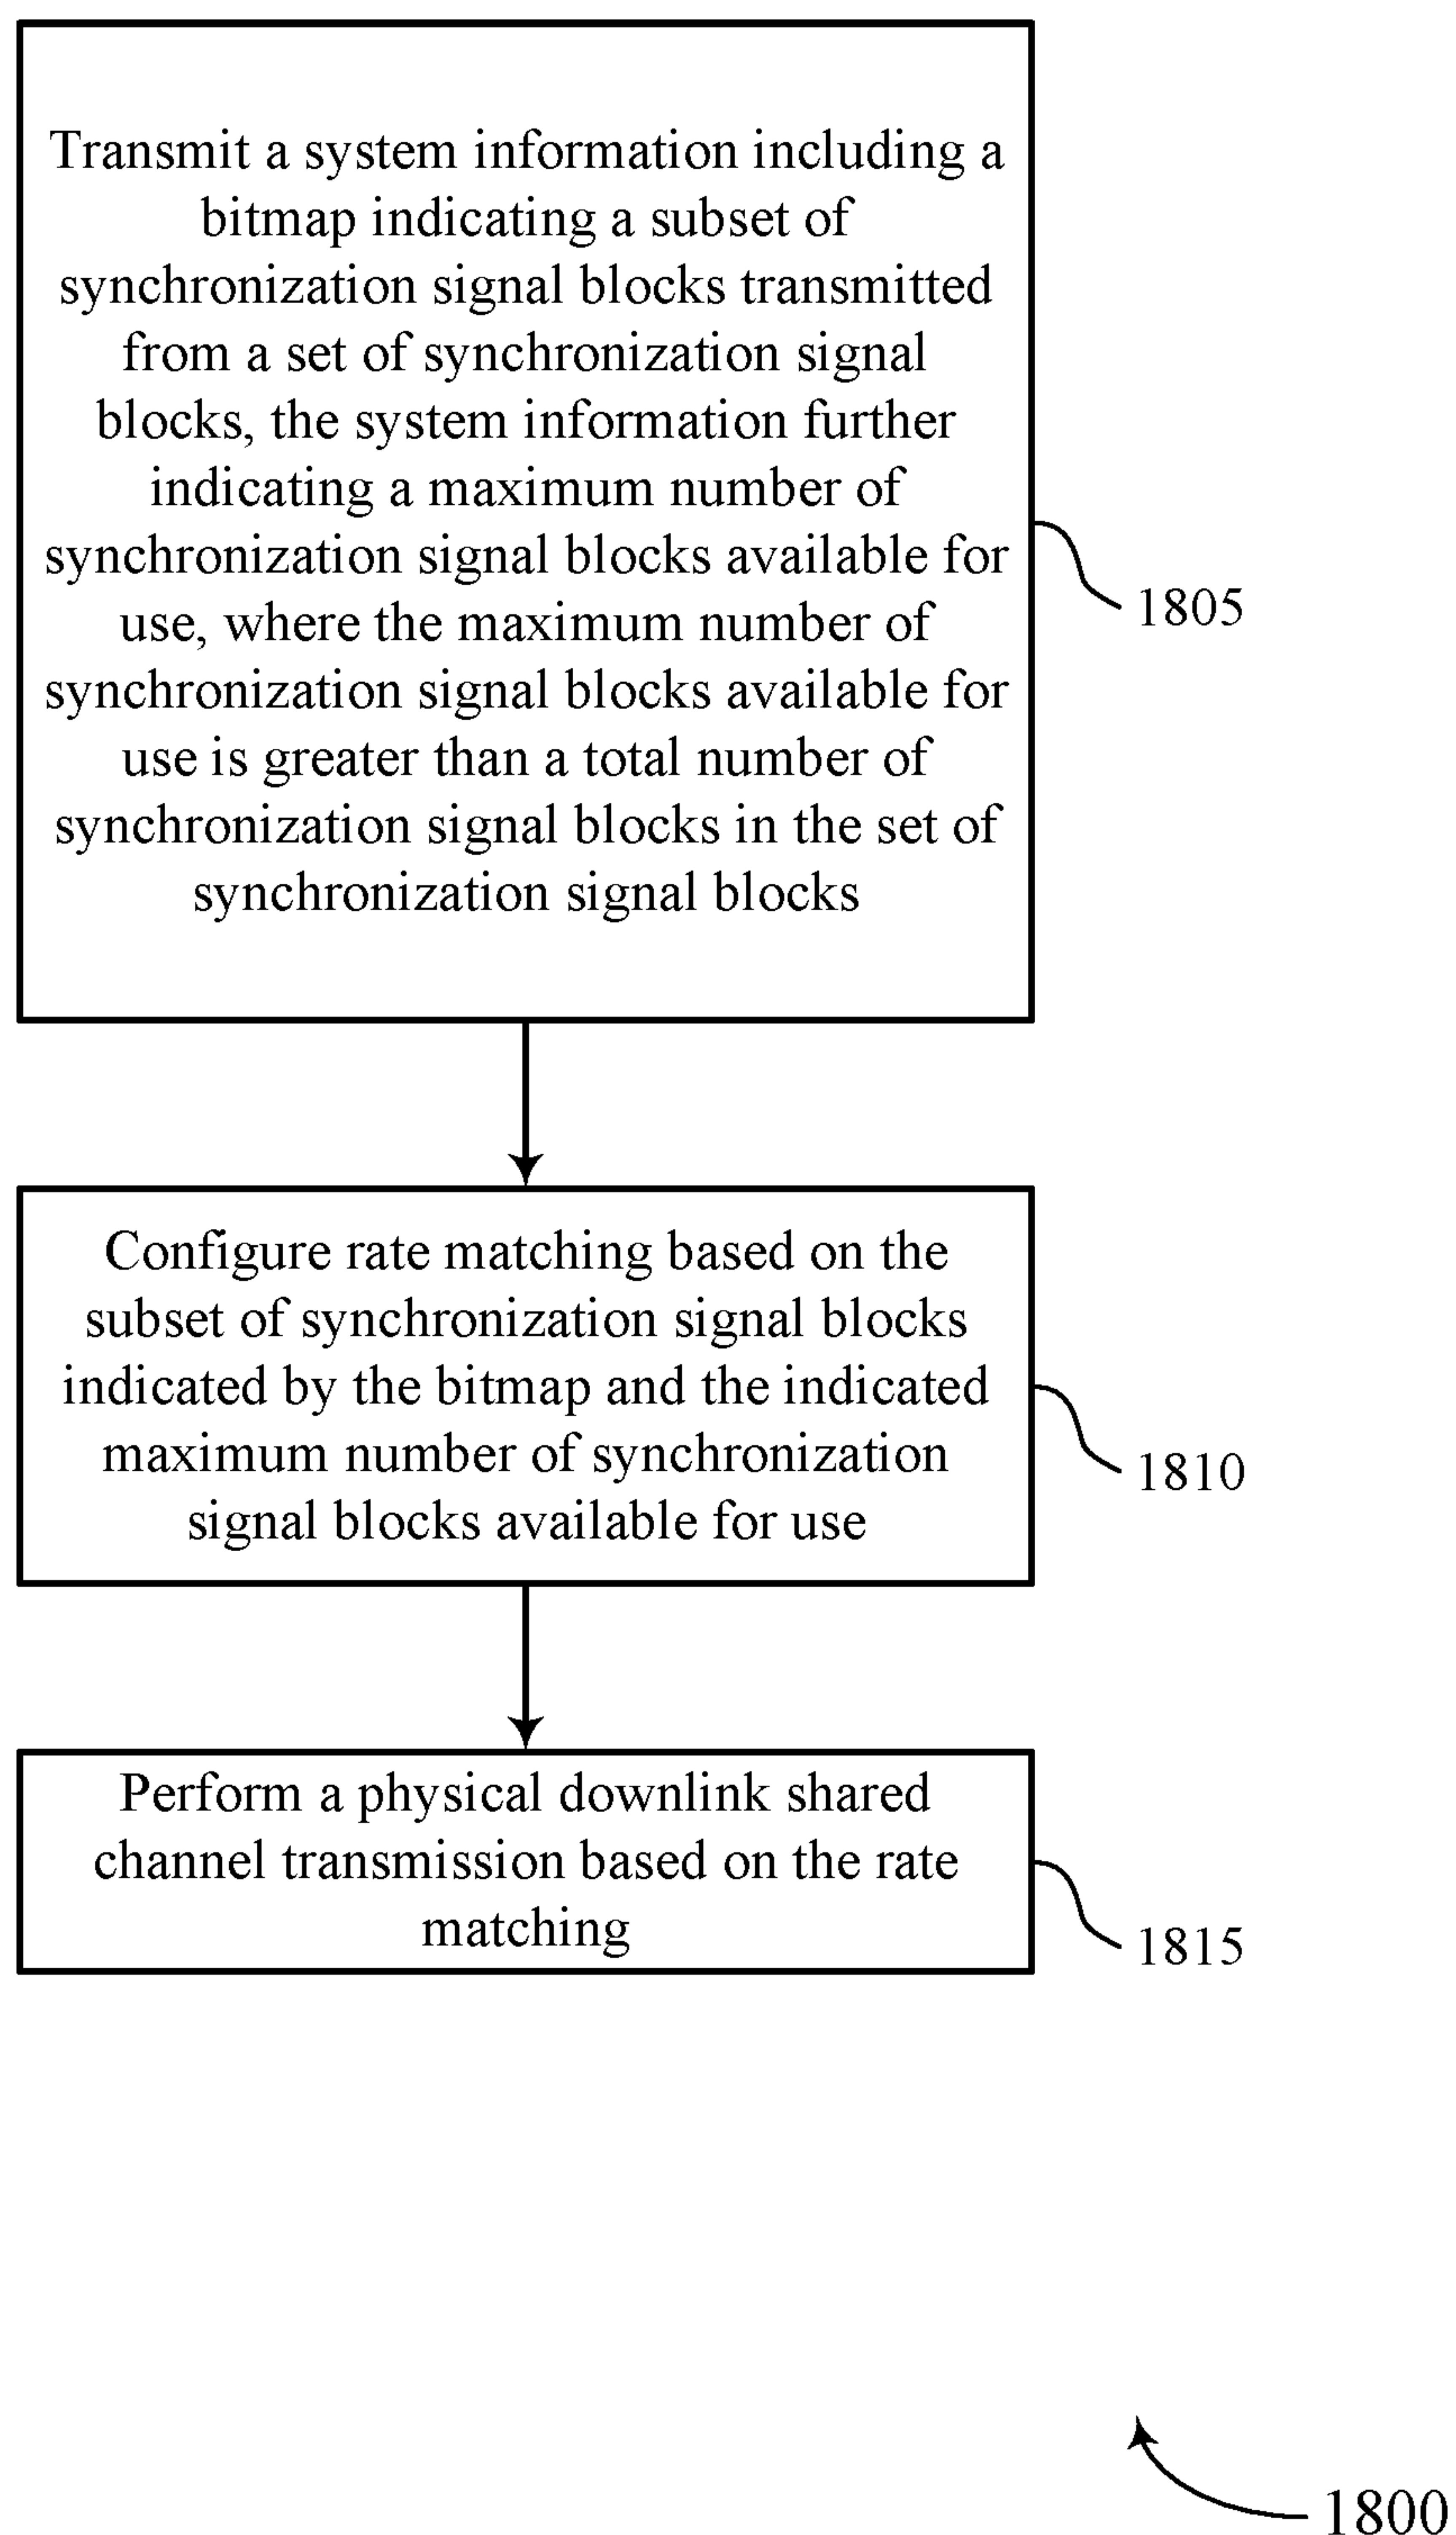 Transmit a system information including a
bitmap indicating a subset of
synchronization signal blocks transmitted
from a set of synchronization signal
blocks, the system information further
indicating a maximum number of
synchronization signal blocks available for
use, where the maximum number of
synchronization signal blocks available for
use is greater than a total number of
synchronization signal blocks in the set of
synchronization signal blocks
1805
Configure rate matching based on the
subset of synchronization signal blocks
indicated by the bitmap and the indicated
maximum number of synchronization
signal blocks available for use
1810
Perform a physical downlink shared
channel transmission based on the rate
matching
1815
1800